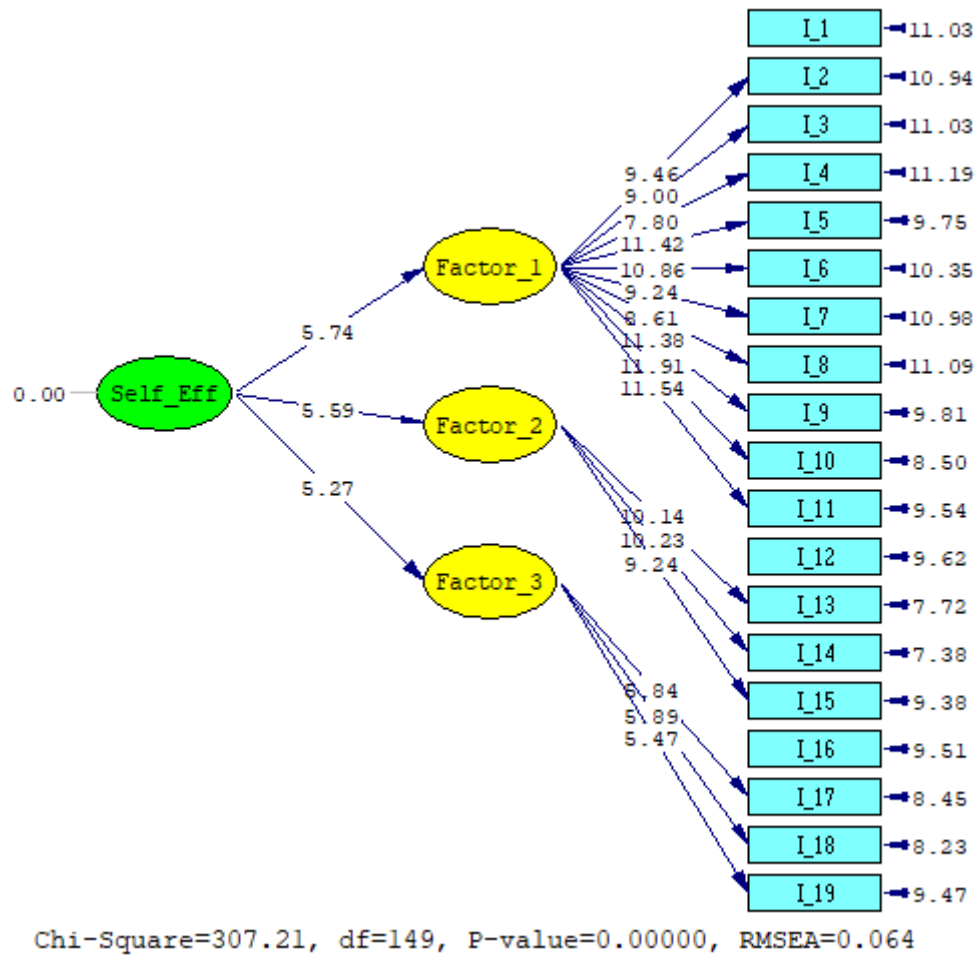 I_1 11.03
I_2 10.94
I_3 11.03
I_4 11.19
I_5 9.75
I_6 10.35
I_7 10.98
I_8 11.09
I_9 9.81
I_10 8.50
I_11 9.54
I_12 9.62
I_13 7.72
I_14 7.38
I_15 9.38
I_16 9.51
I_17 8.45
I_18 8.23
I_19 9.47
0.00 Self_Eff
5.74
5.59
5.27
Factor_1
Factor_2
Factor_3
9.46
9.00
7.80
11.42
10.86
9.24
8.61
11.38
11.91
11.54
10.14
10.23
9.24
6.84
5.89
5.47
Chi-Square=307.21, df=149, P-value=0.00000, RMSEA=0.064